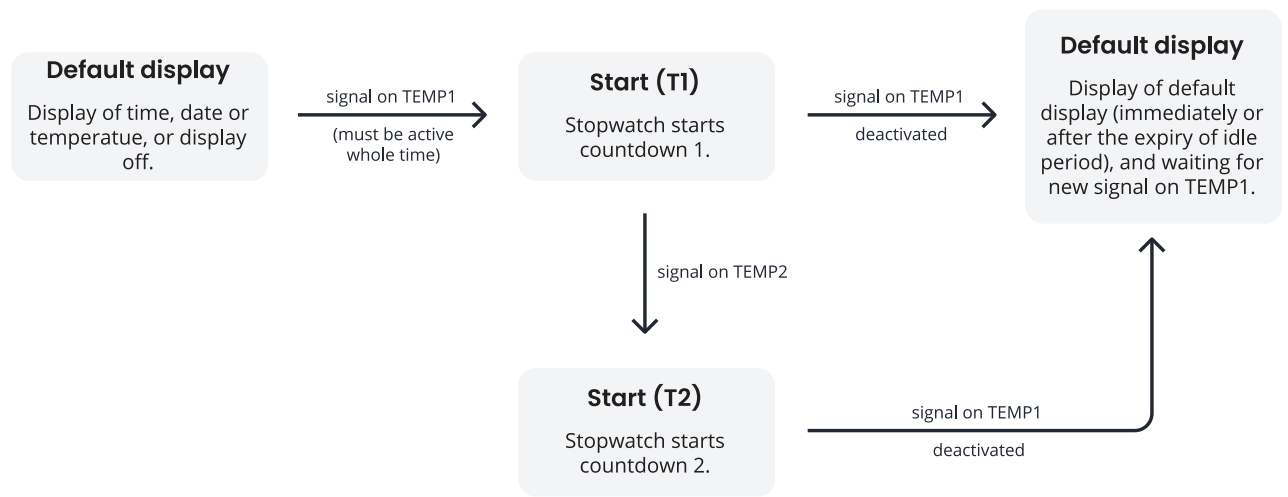 Default display
Display of time, date or
temperatue, or display
off.
signal on TEMP1
(must be active
whole time)
Start (T1)
Stopwatch starts
countdown 1.
signal on TEMP1
deactivated
Default display
Display of default
display (immediately or
after the expiry of idle
period), and waiting for
new signal on TEMP1.
signal on TEMP2
Start (T2)
Stopwatch starts
countdown 2.
signal on TEMP1
deactivated